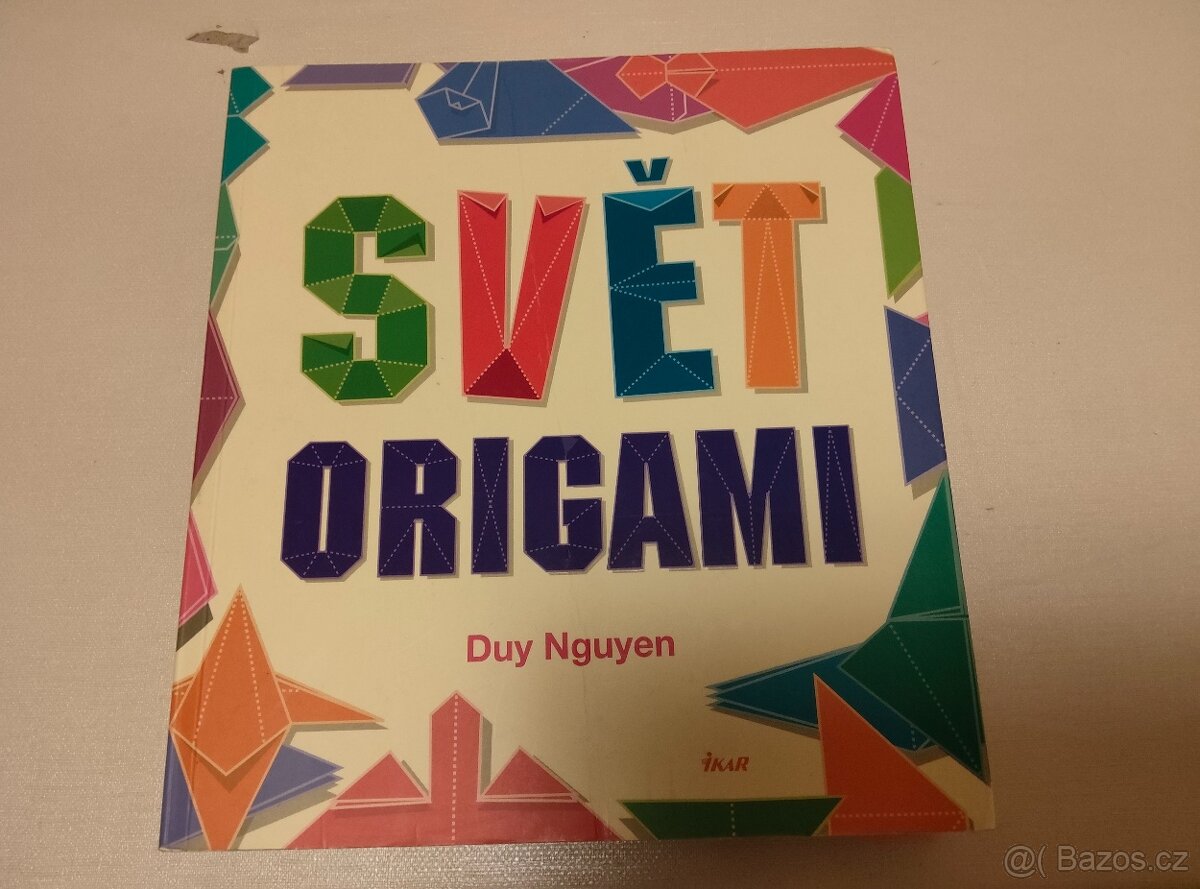 SVĚT
ORIGAMI
Duy Nguyen
IKAR
@( Bazos.cz